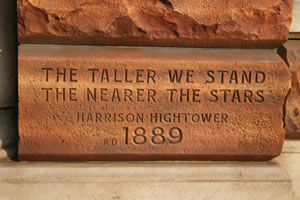 THE TALLER WE STAND
THE NEARER THE STARS
HARRISON HIGHTOWER
AD 1889